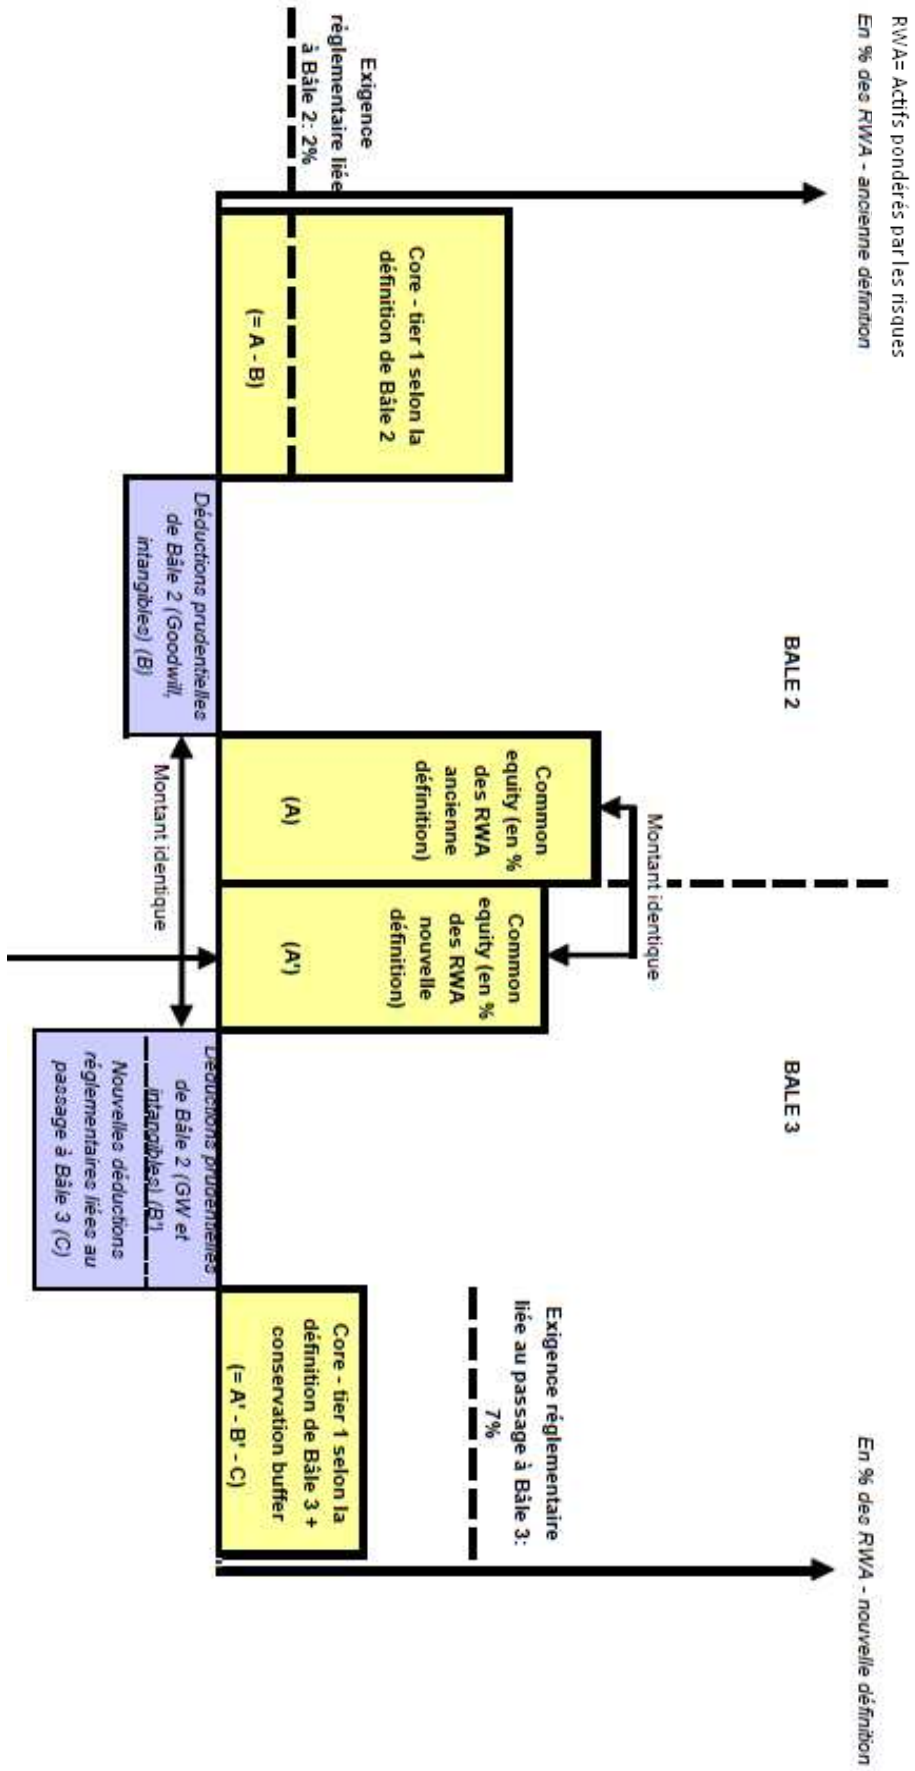 RWA= Actifs pondérés par les risques
En % des RWA - ancienne définition
En % des RWA - nouvelle définition
BALE 2
BALE 3
Exigence
réglementaire liée
à Bâle 2: 2%
Core - tier 1 selon la
définition de Bâle 2
(= A - B)
Déductions prudentielles
de Bâle 2 (Goodwill,
intangibles) (B)
Montant identique
Common
equity (en %
des RWA
ancienne
définition)
(A)
Montant identique
Common
equity (en %
des RWA
nouvelle
définition)
(A')
Déductions prudentielles
de Bâle 2 (GW et
intangibles) (B')
Nouvelles déductions
réglementaires liées au
passage à Bâle 3 (C)
Exigence réglementaire
liée au passage à Bâle 3:
7%
Core - tier 1 selon la
définition de Bâle 3 +
conservation buffer
(= A' - B' - C)